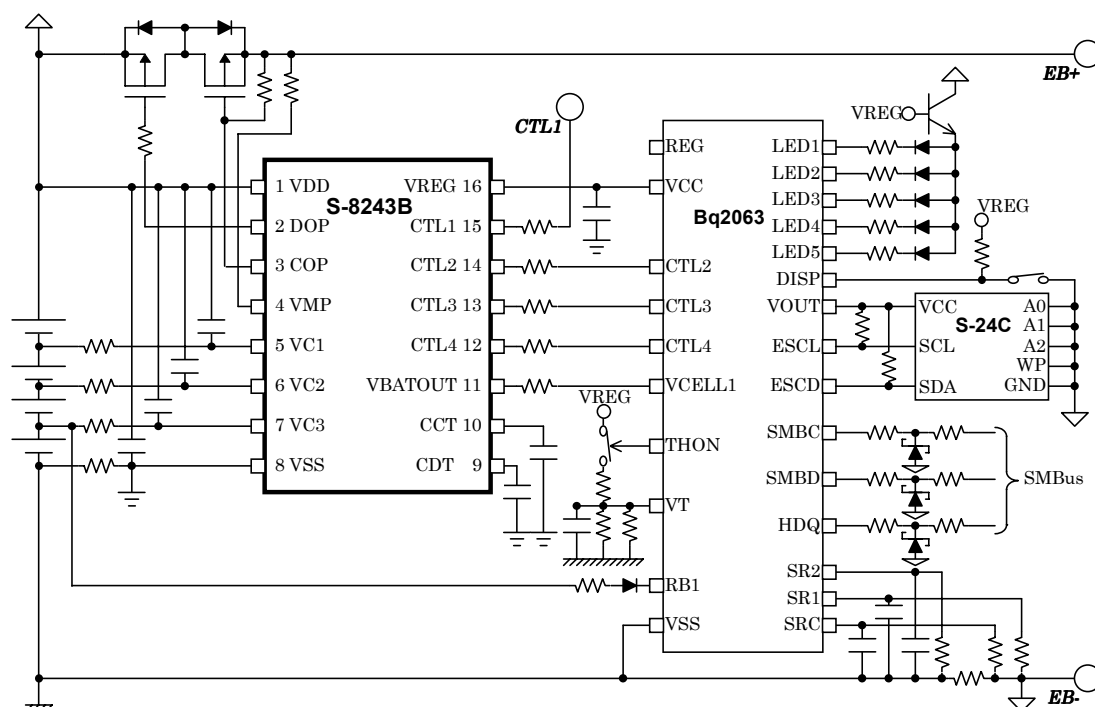 EB+
CTL1
VREG
S-8243B
1 VDD
2 DOP
3 COP
4 VMP
5 VC1
6 VC2
7 VC3
8 VSS
VREG 16
CTL1 15
CTL2 14
CTL3 13
CTL4 12
VBATOUT 11
CCT 10
CDT 9
Bq2063
REG
VCC
CTL2
CTL3
CTL4
VCELL1
VREG
THON
VT
RB1
VSS
LED1
LED2
LED3
LED4
LED5
DISP
VOUT
ESCL
ESCD
SMBC
SMBD
HDQ
SR2
SR1
SRC
VREG
S-24C
VCC
SCL
SDA
A0
A1
A2
WP
GND
SMBus
EB-